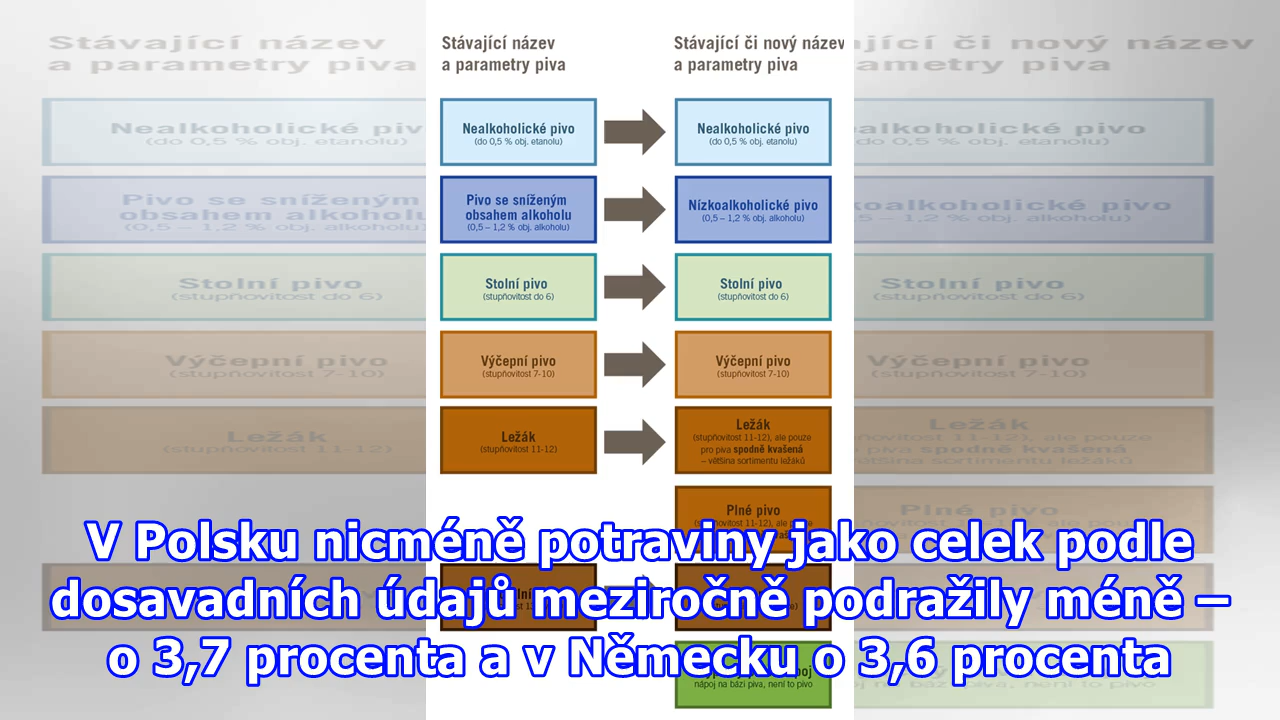 Stávající název
a parametry piva
Stávající či nový název
a parametry piva
Nealkoholické pivo
(do 0,5 % obj. etanolu)
Nealkoholické pivo
(do 0,5 % obj. etanolu)
Pivo se sníženým
obsahem alkoholu
(0,5 – 1,2 % obj. alkoholu)
Nízkoalkoholické pivo
(0,5 – 1,2 % obj. alkoholu)
Stolní pivo
(stupňovitost do 6)
Stolní pivo
(stupňovitost do 6)
Výčepní pivo
(stupňovitost 7-10)
Výčepní pivo
(stupňovitost 7-10)
Ležák
(stupňovitost 11-12)
Ležák
(stupňovitost 11-12), ale pouze
pro piva spodně kvašená
– většina sortimentu ležáků
Plné pivo
(stupňovitost 11-12), ale
V Polsku nicméně potraviny jako celek podle
dosavadních údajů meziročně podražily méně –
o 3,7 procenta a v Německu o 3,6 procenta
nápoj na bázi piva, není to pivo